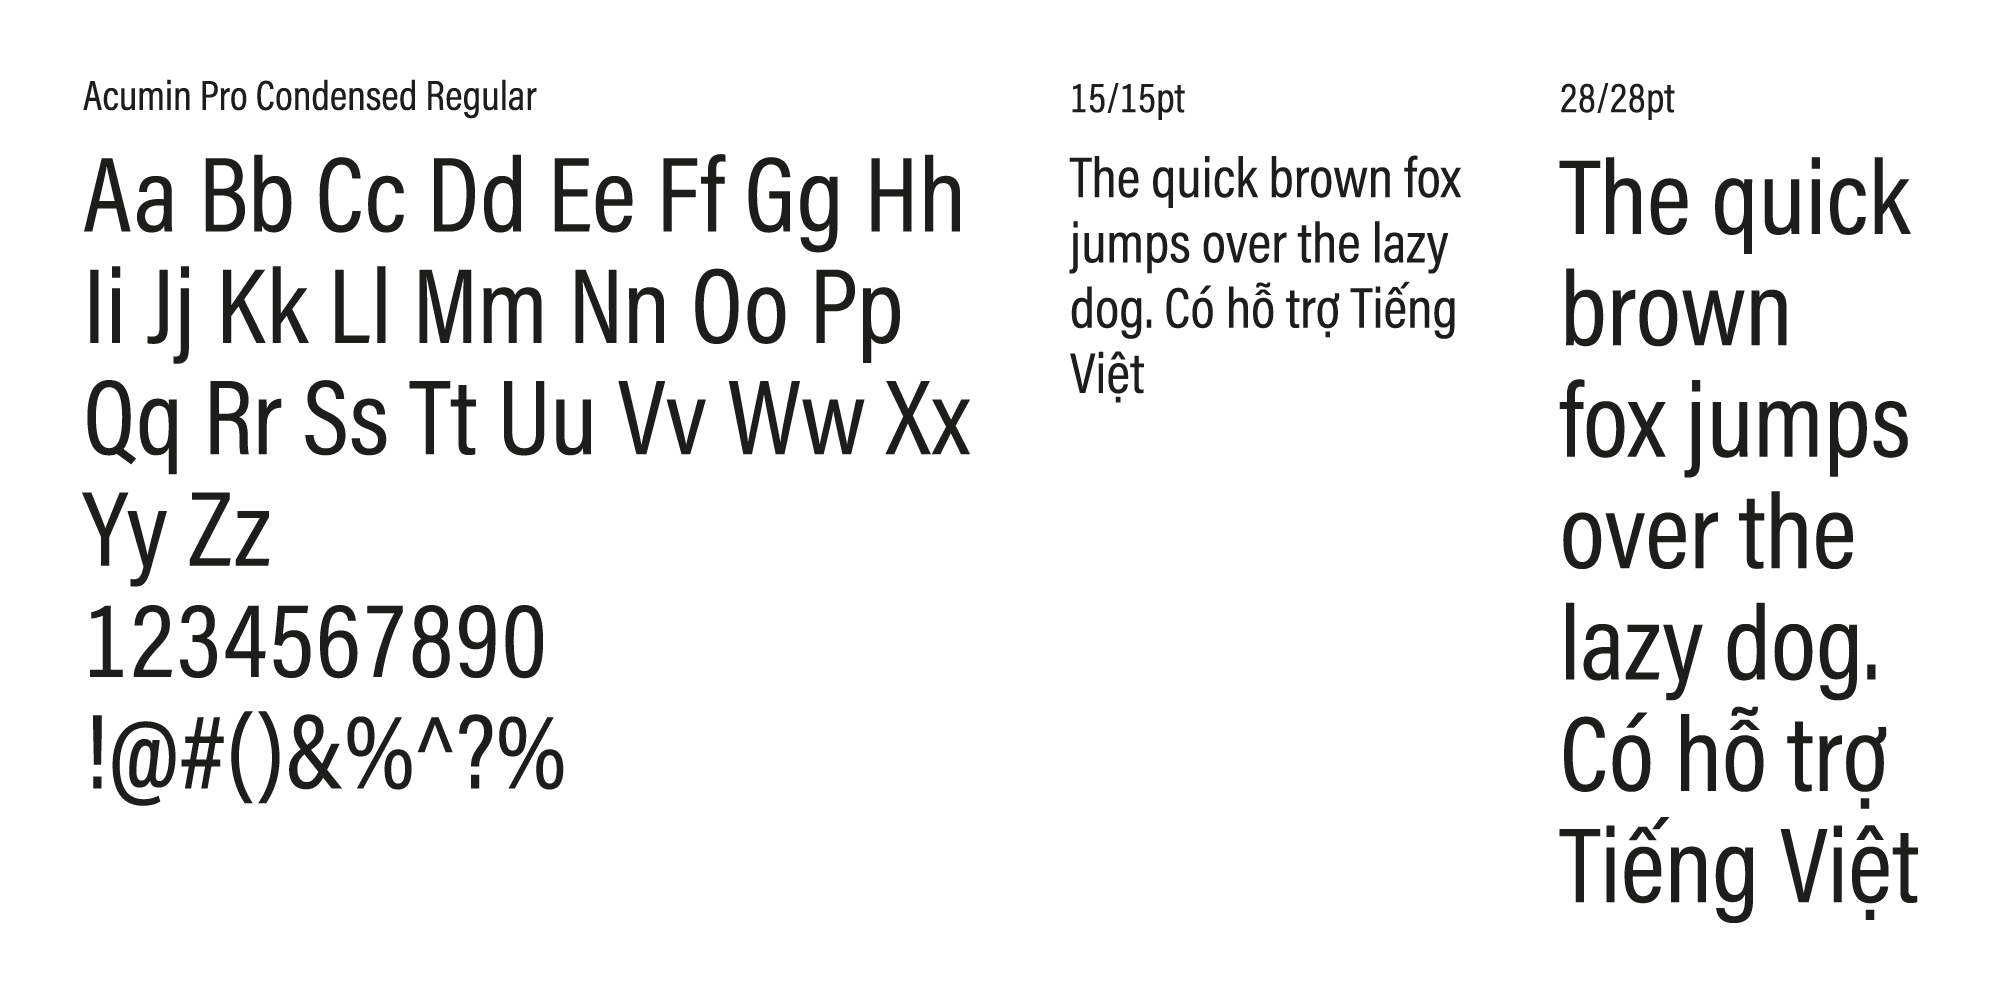 Acumin Pro Condensed Regular
Aa Bb Cc Dd Ee Ff Gg Hh
Ii Jj Kk Ll Mm Nn Oo Pp
Qq Rr Ss Tt Uu Vv Ww Xx
Yy Zz
1234567890
!@#()&%^?%
15/15pt
The quick brown fox
jumps over the lazy
dog. Có hỗ trợ Tiếng
Việt
28/28pt
The quick
brown
fox jumps
over the
lazy dog.
Có hỗ trợ
Tiếng Việt